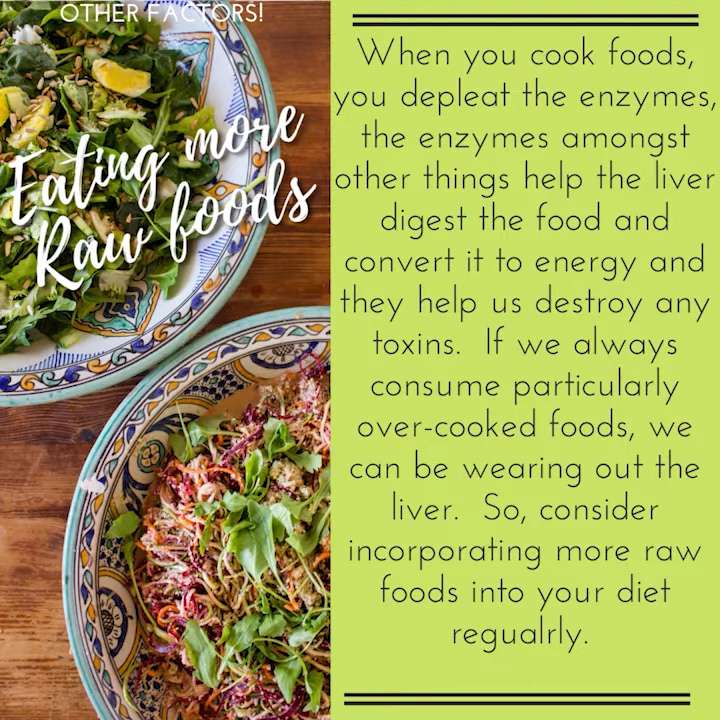 OTHER FACTORS!
Eating more
Raw foods
When you cook foods,
you depleat the enzymes,
the enzymes amongst
other things help the liver
digest the food and
convert it to energy and
they help us destroy any
toxins. If we always
consume particularly
over-cooked foods, we
can be wearing out the
liver. So, consider
incorporating more raw
foods into your diet
regualrly.